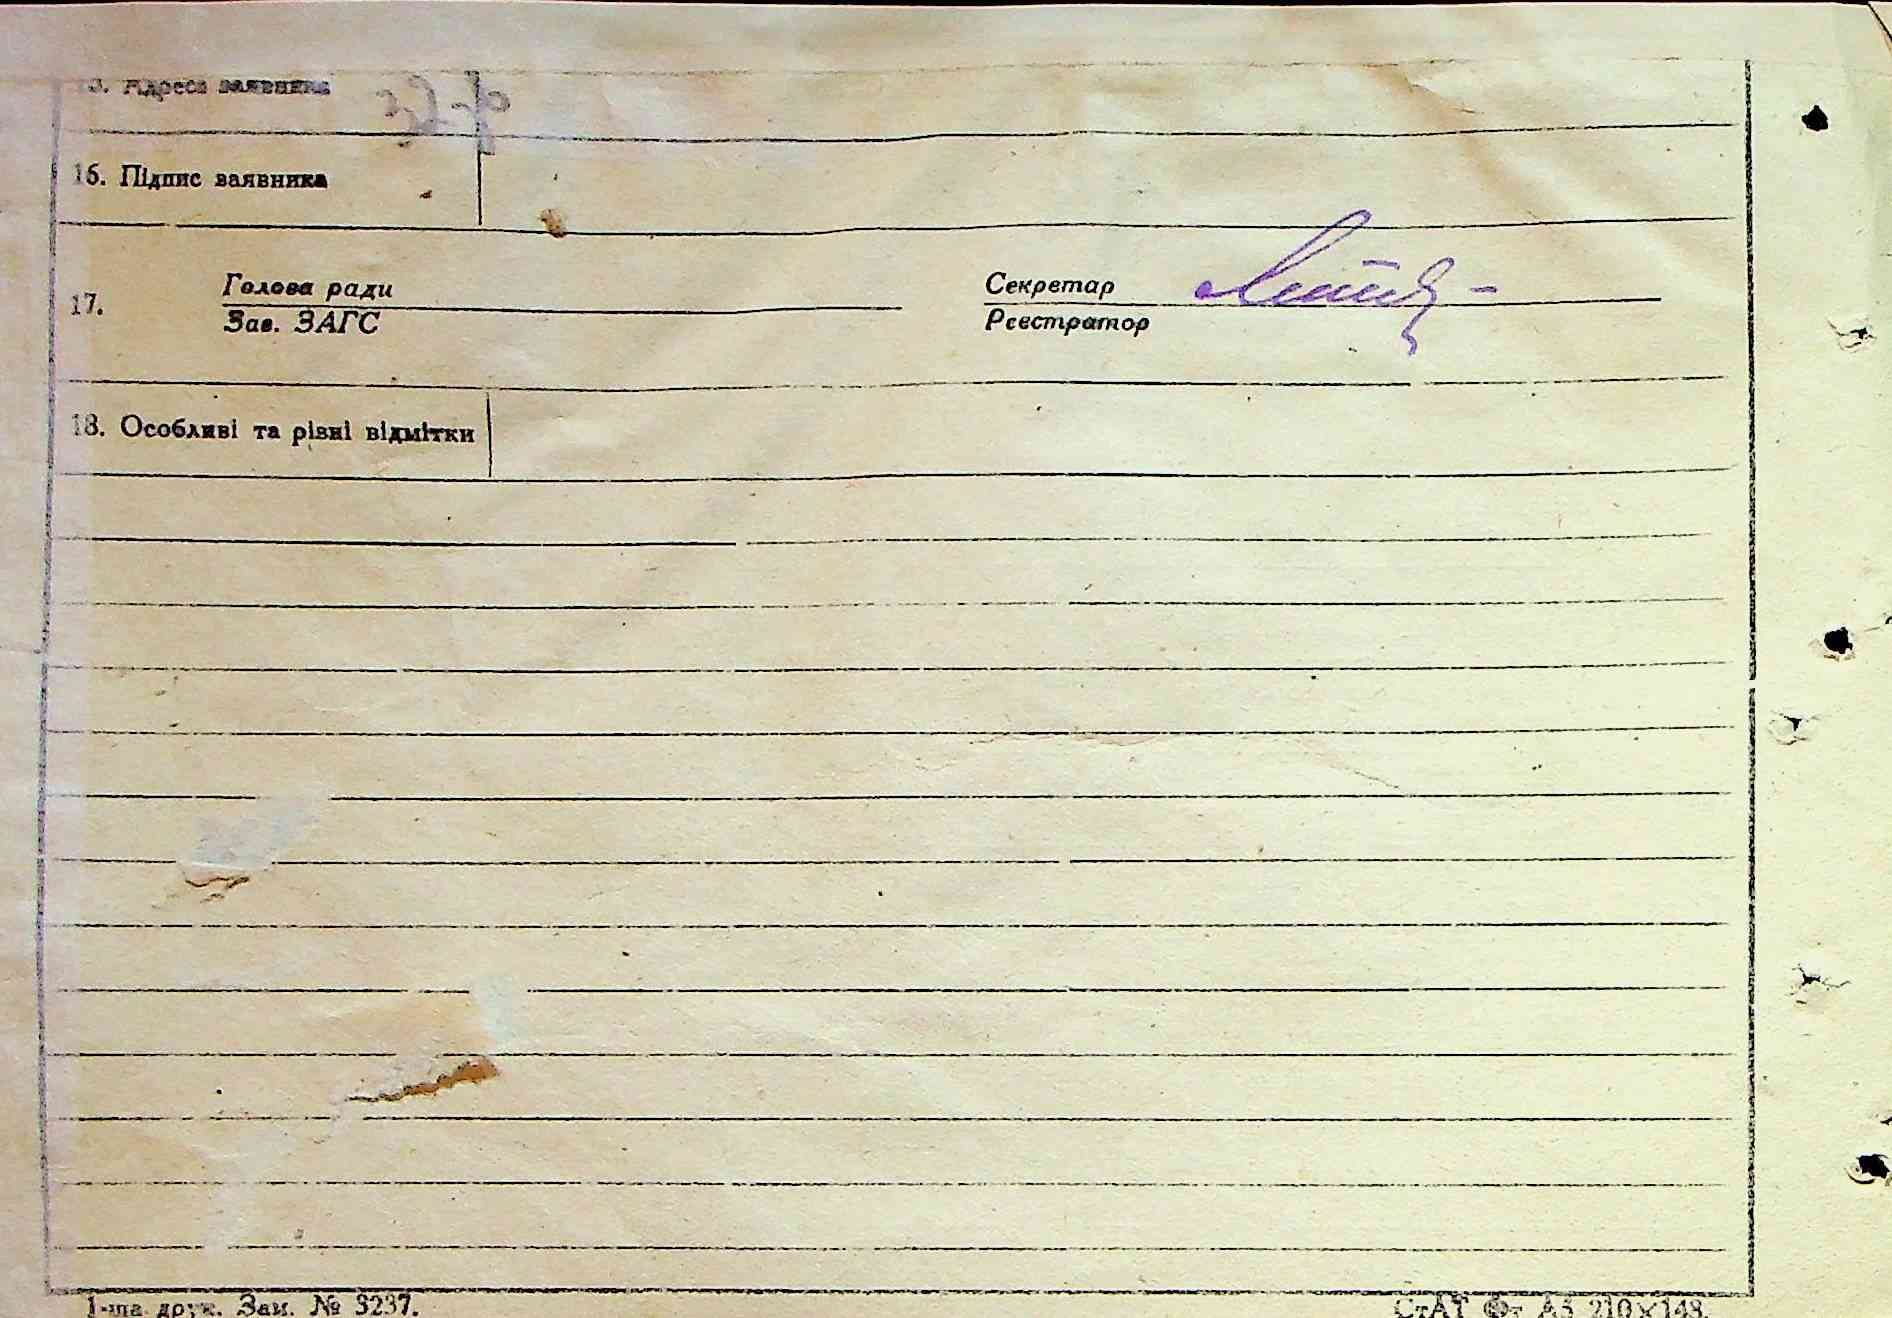 15. Адреса заявника
16. Підпис заявника
Голова ради Секретар
17.
Зав. ЗАГС Реєстратор
18. Особливі та різні відмітки
1-ша друк. Зам. № 3237. СтАТ Фт А5 210×148.